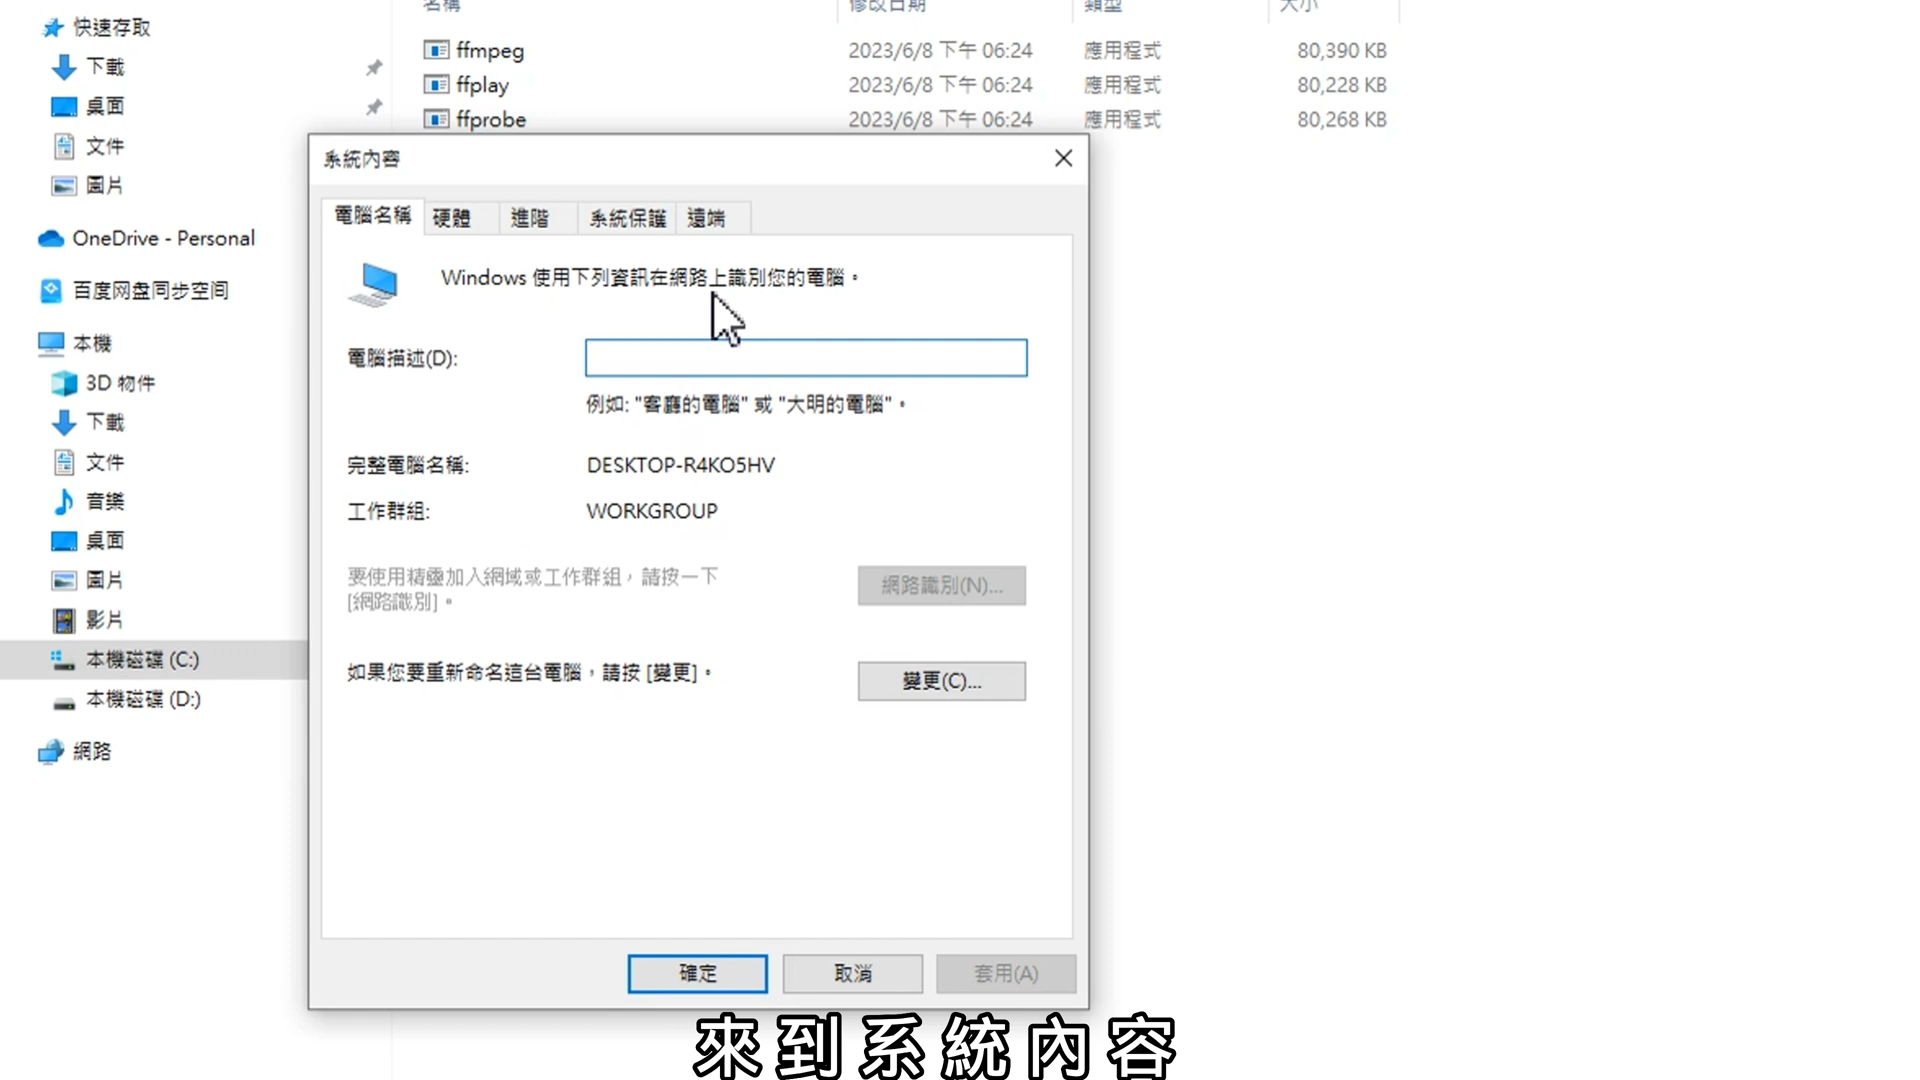 名稱 修改日期 類型 大小
快速存取
下載
桌面
文件
圖片
OneDrive - Personal
百度网盘同步空间
本機
3D 物件
下載
文件
音樂
桌面
圖片
影片
本機磁碟 (C:)
本機磁碟 (D:)
網路
ffmpeg 2023/6/8 下午 06:24 應用程式 80,390 KB
ffplay 2023/6/8 下午 06:24 應用程式 80,228 KB
ffprobe 2023/6/8 下午 06:24 應用程式 80,268 KB
系統內容
電腦名稱 硬體 進階 系統保護 遠端
Windows 使用下列資訊在網路上識別您的電腦。
電腦描述(D):
例如: "客廳的電腦" 或 "大明的電腦"。
完整電腦名稱: DESKTOP-R4KO5HV
工作群組: WORKGROUP
要使用精靈加入網域或工作群組，請按一下
[網路識別]。
網路識別(N)...
如果您要重新命名這台電腦，請按 [變更]。
變更(C)...
確定 取消 套用(A)
來到系統內容